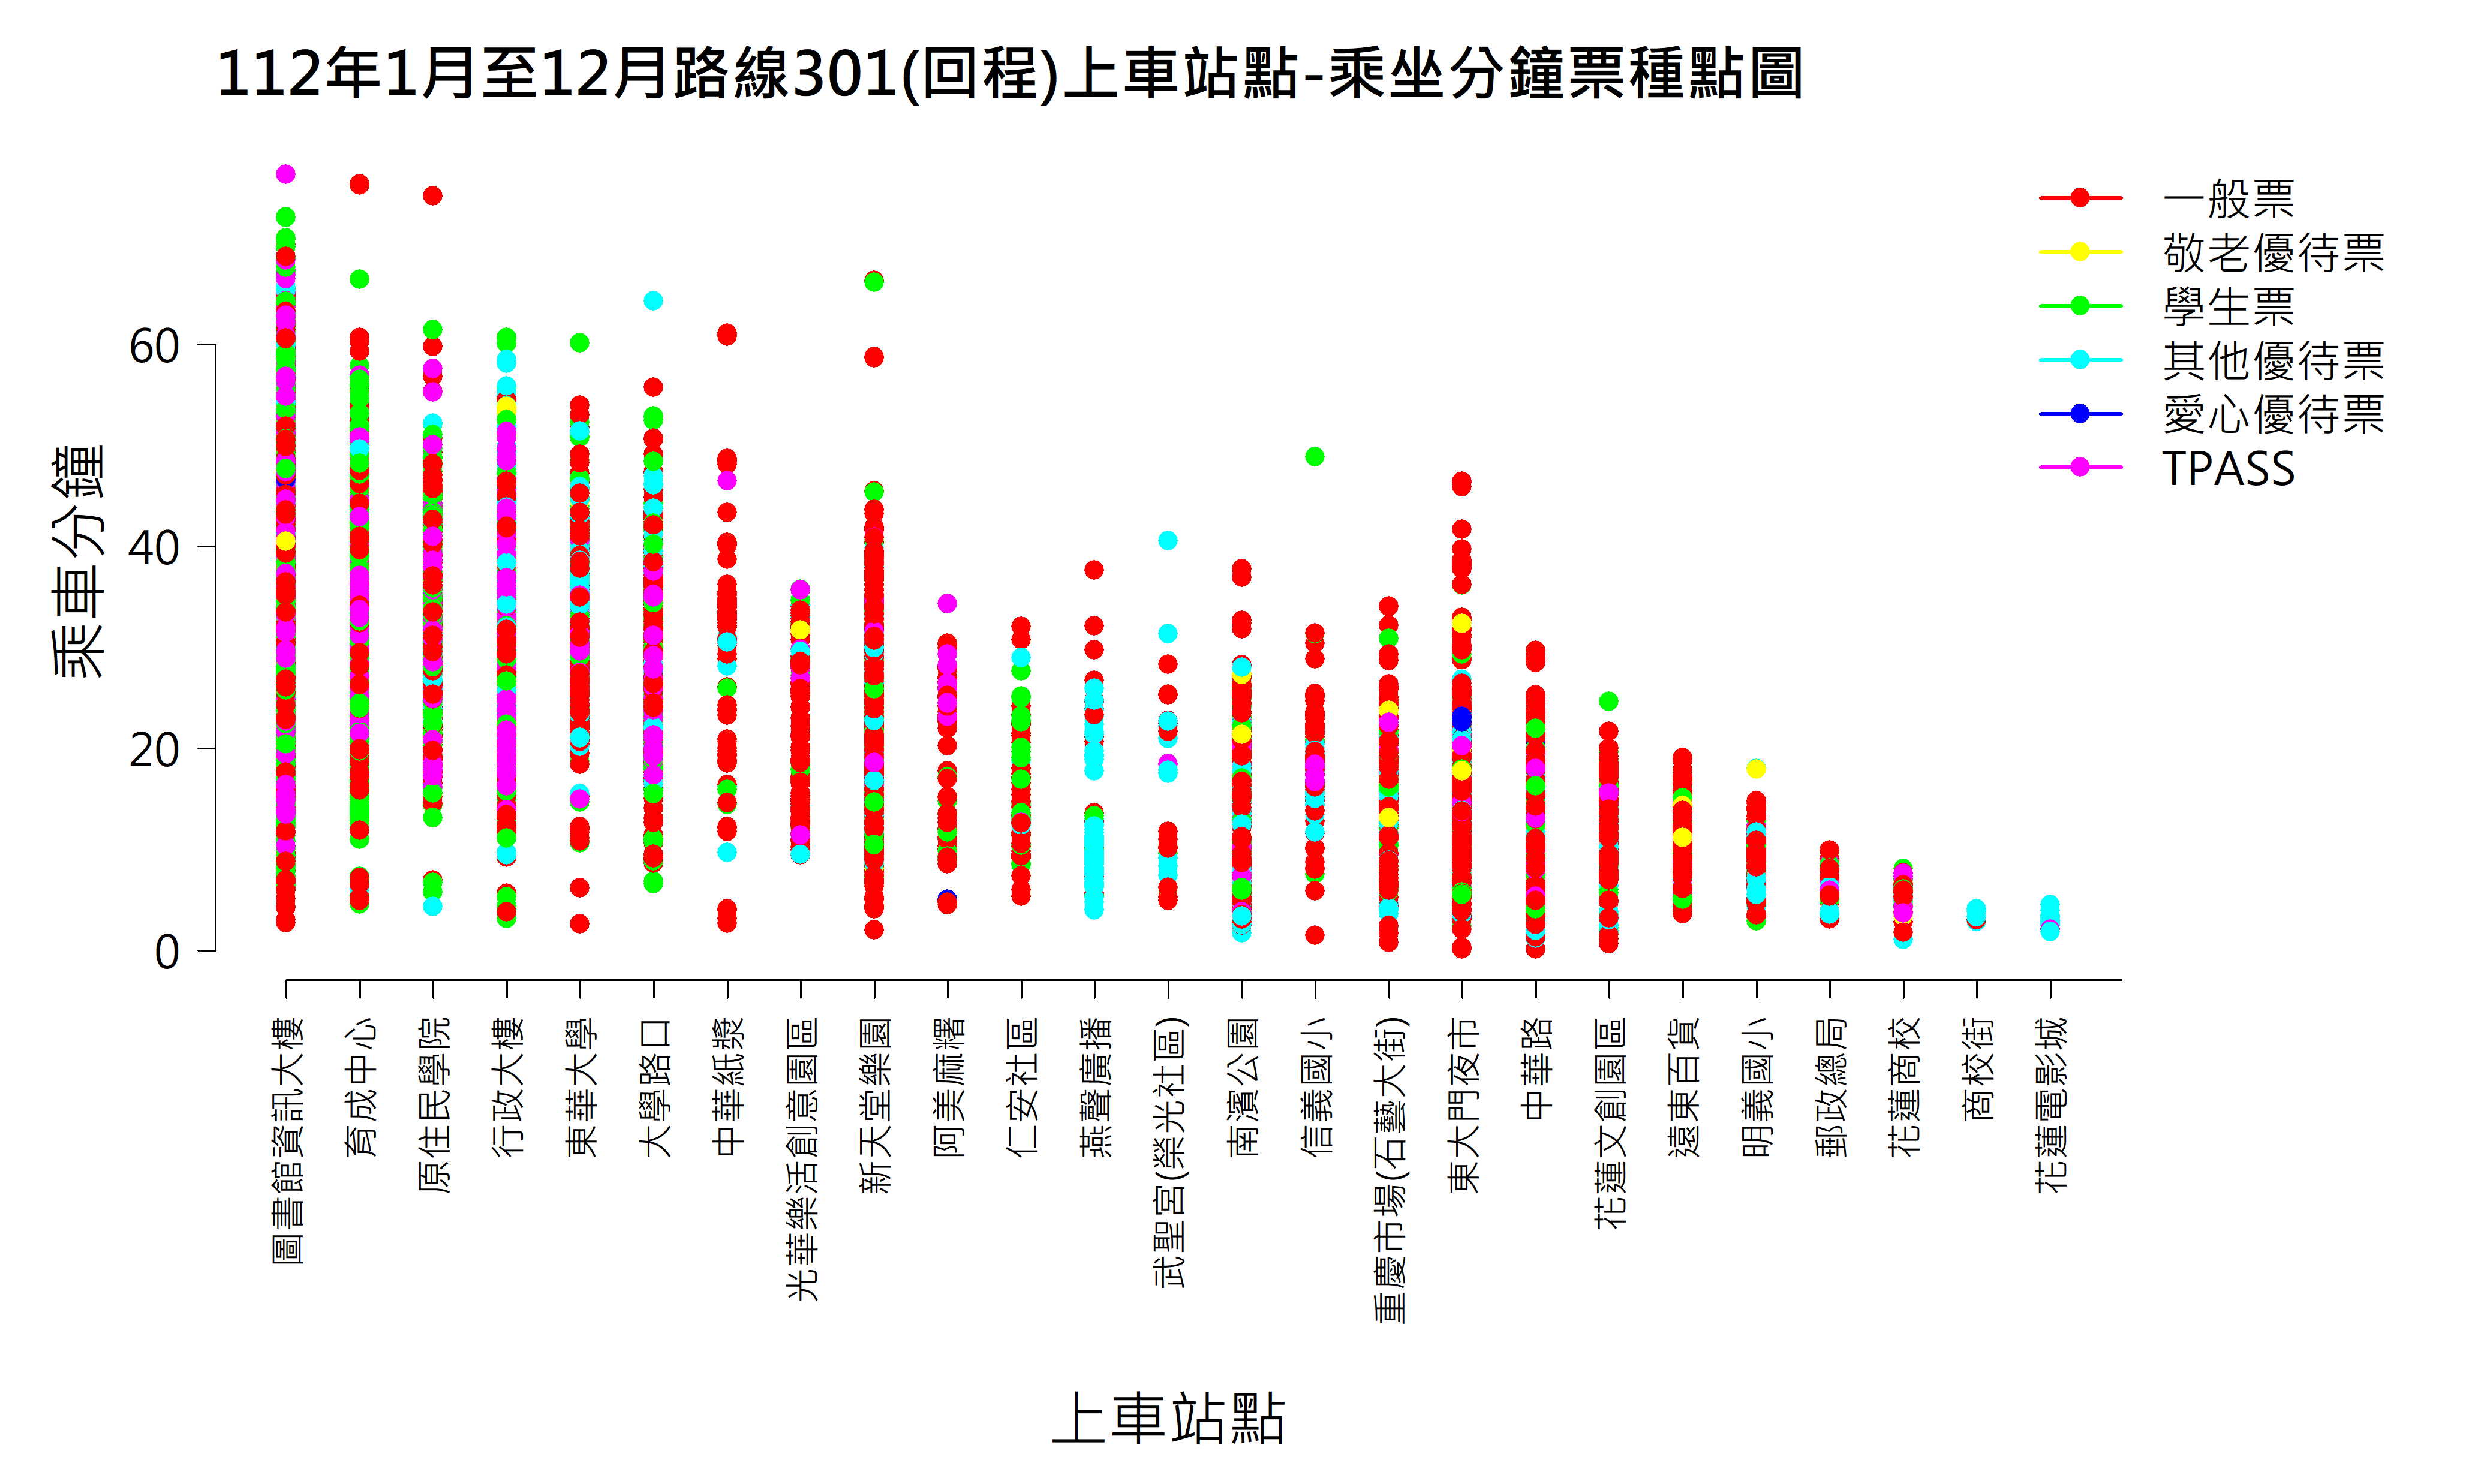 112年1月至12月路線301(回程)上車站點-乘坐分鐘票種點圖
一般票
敬老優待票
學生票
其他優待票
愛心優待票
TPASS
乘車分鐘
60
40
20
0
圖書館資訊大樓
育成中心
原住民學院
行政大樓
東華大學
大學路口
中華紙漿
光華樂活創意園區
新天堂樂園
阿美麻糬
仁安社區
燕聲廣播
武聖宮(榮光社區)
南濱公園
信義國小
重慶市場(石藝大街)
東大門夜市
中華路
花蓮文創園區
遠東百貨
明義國小
郵政總局
花蓮商校
商校街
花蓮電影城
上車站點